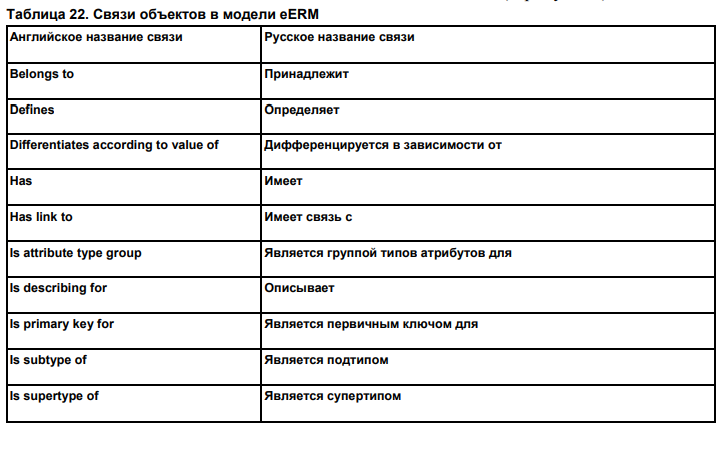 Таблица 22. Связи объектов в модели eERM
Английское название связи Русское название связи
Belongs to Принадлежит
Defines Определяет
Differentiates according to value of Дифференцируется в зависимости от
Has Имеет
Has link to Имеет связь с
Is attribute type group Является группой типов атрибутов для
Is describing for Описывает
Is primary key for Является первичным ключом для
Is subtype of Является подтипом
Is supertype of Является супертипом